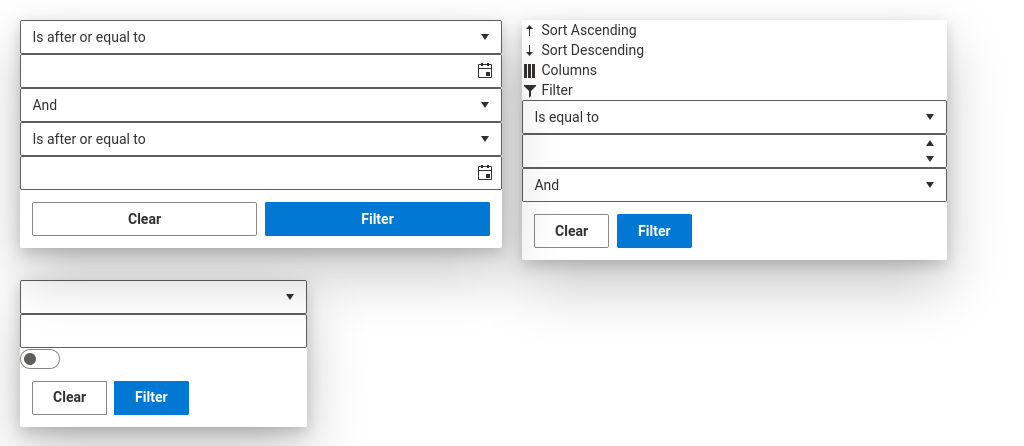 Is after or equal to
And
Is after or equal to
Clear
Filter
Sort Ascending
Sort Descending
Columns
Filter
Is equal to
And
Clear
Filter
Clear
Filter